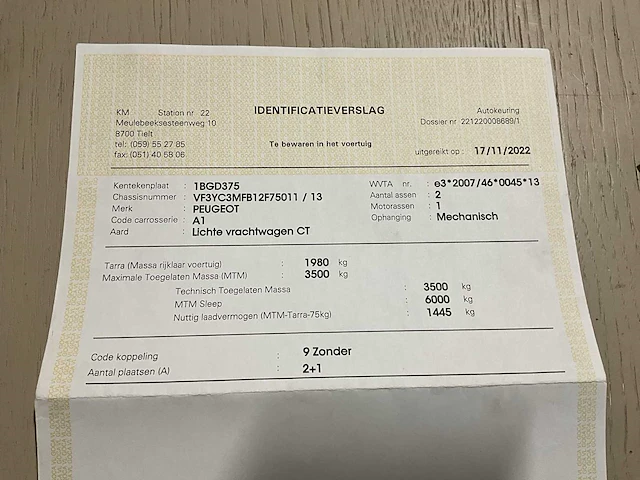 KM Station nr 22
IDENTIFICATIEVERSLAG
Autokeuring
Meulebeeksesteenweg 10
Dossier nr 221220008689/1
8700 Tielt
tel: (059) 55 27 85
Te bewaren in het voertuig
fax: (051) 40 58 06
uitgereikt op : 17/11/2022
Kentekenplaat : 1BGD375
WVTA nr. : e3*2007/46*0045*13
Chassisnummer : VF3YC3MFB12F75011 / 13
Aantal assen : 2
Merk : PEUGEOT
Motorassen : 1
Code carrosserie : A1
Ophanging : Mechanisch
Aard : Lichte vrachtwagen CT
Tarra (Massa rijklaar voertuig) : 1980 kg
Maximale Toegelaten Massa (MTM) : 3500 kg
Technisch Toegelaten Massa : 3500 kg
MTM Sleep : 6000 kg
Nuttig laadvermogen (MTM-Tarra-75kg) : 1445 kg
Code koppeling : 9 Zonder
Aantal plaatsen (A) : 2+1